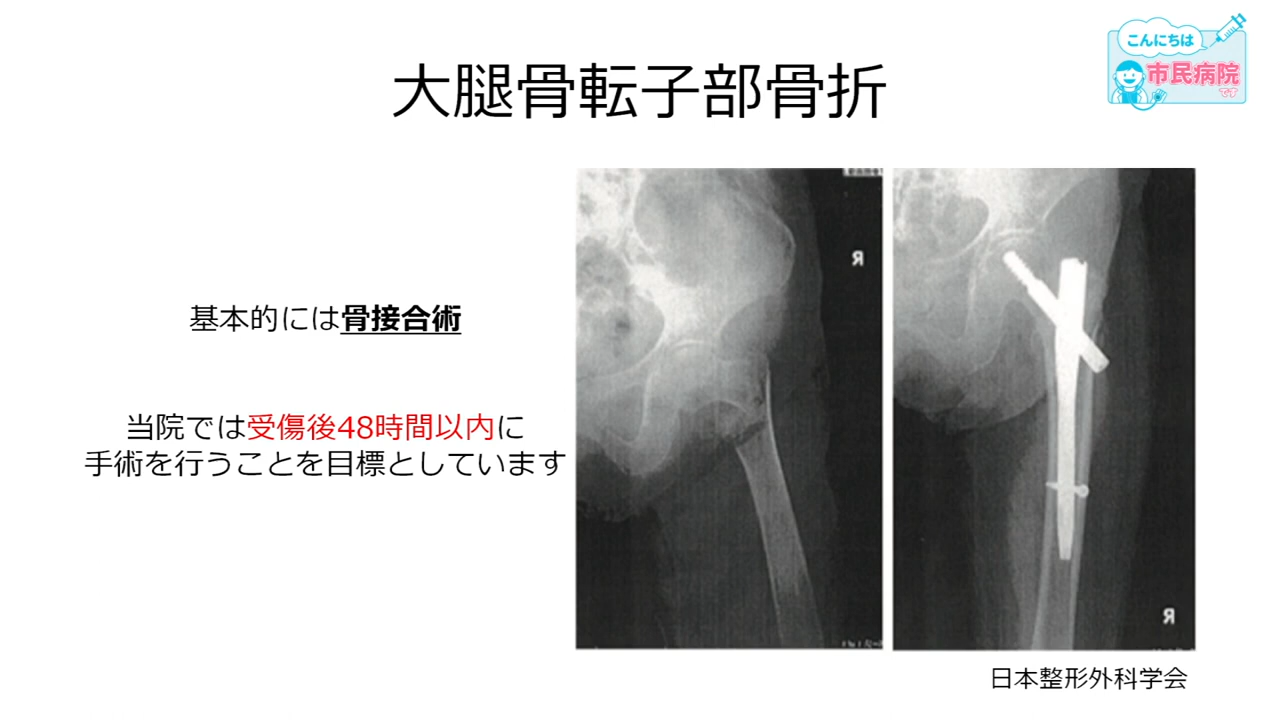 こんにちは
市民病院
です
大腿骨転子部骨折
基本的には骨接合術
当院では受傷後48時間以内に
手術を行うことを目標としています
R
R
日本整形外科学会